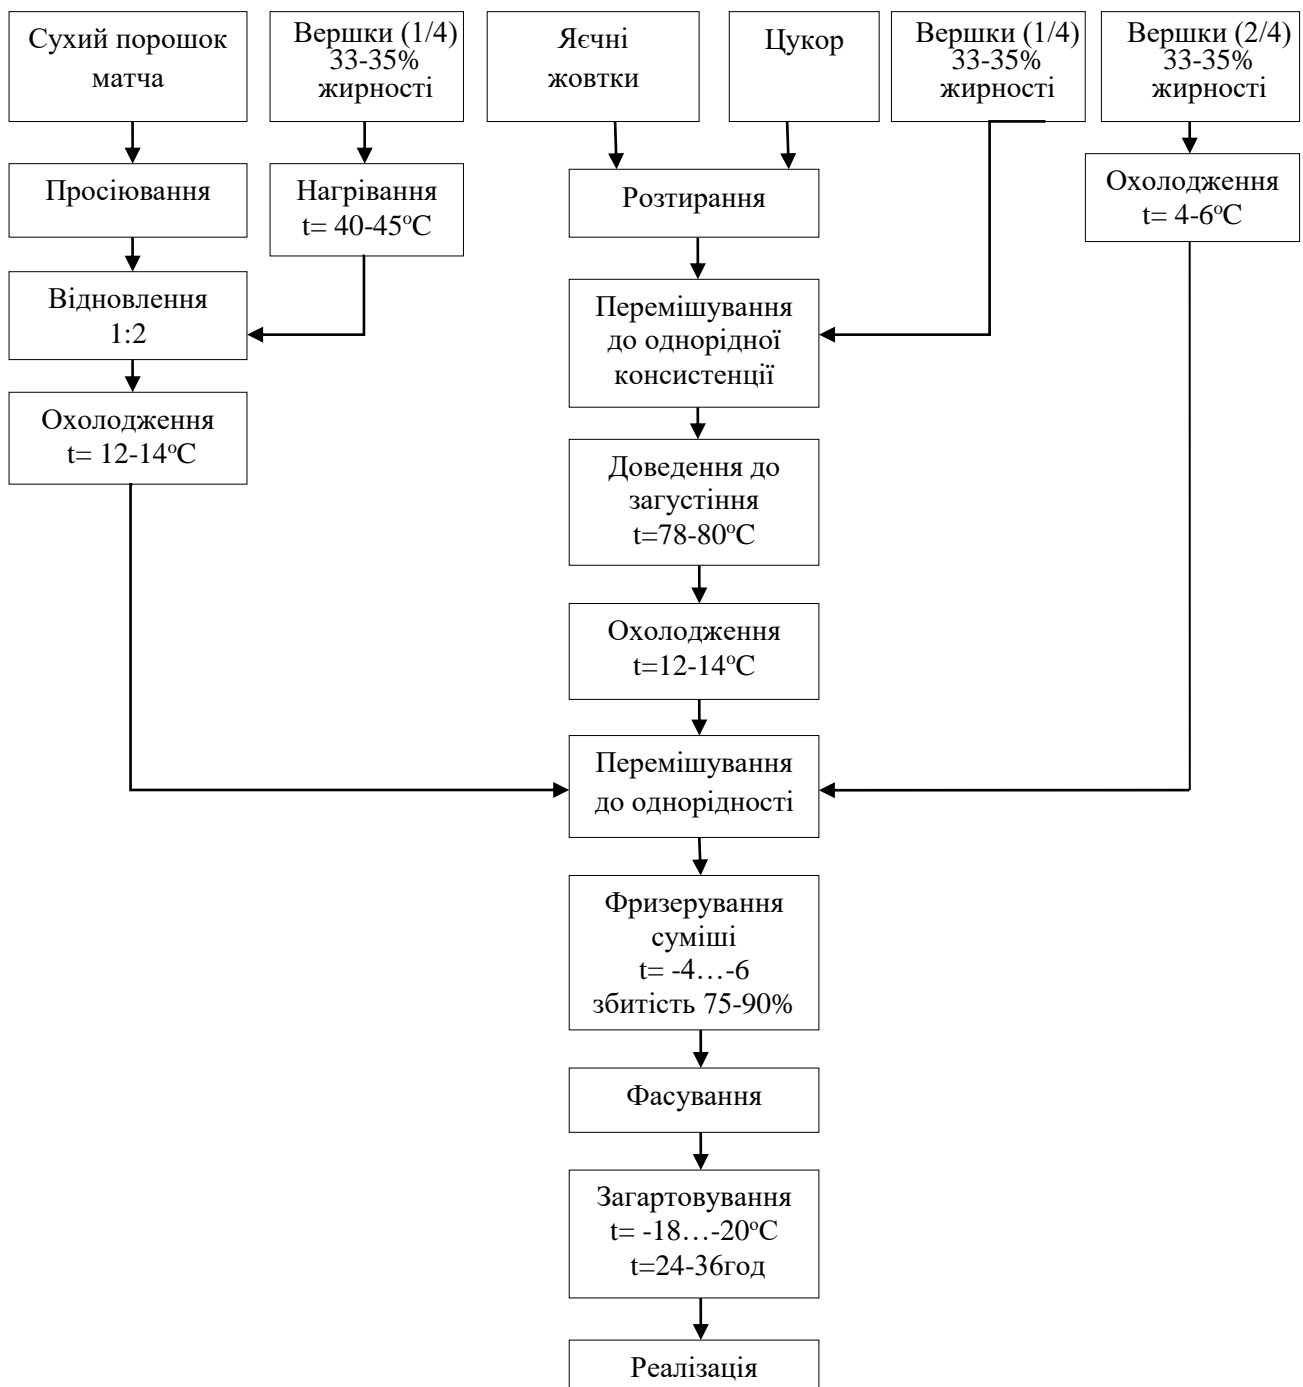 Сухий порошок
матча
Вершки (1/4)
33-35%
жирності
Яєчні
жовтки
Цукор
Вершки (1/4)
33-35%
жирності
Вершки (2/4)
33-35%
жирності
Просіювання
Нагрівання
t= 40-45ºC
Розтирання
Охолодження
t= 4-6ºC
Відновлення
1:2
Перемішування
до однорідної
консистенції
Охолодження
t= 12-14ºC
Доведення до
загустіння
t=78-80ºC
Охолодження
t=12-14ºC
Перемішування
до однорідності
Фризерування
суміші
t= -4…-6
збитість 75-90%
Фасування
Загартовування
t= -18…-20ºC
t=24-36год
Реалізація